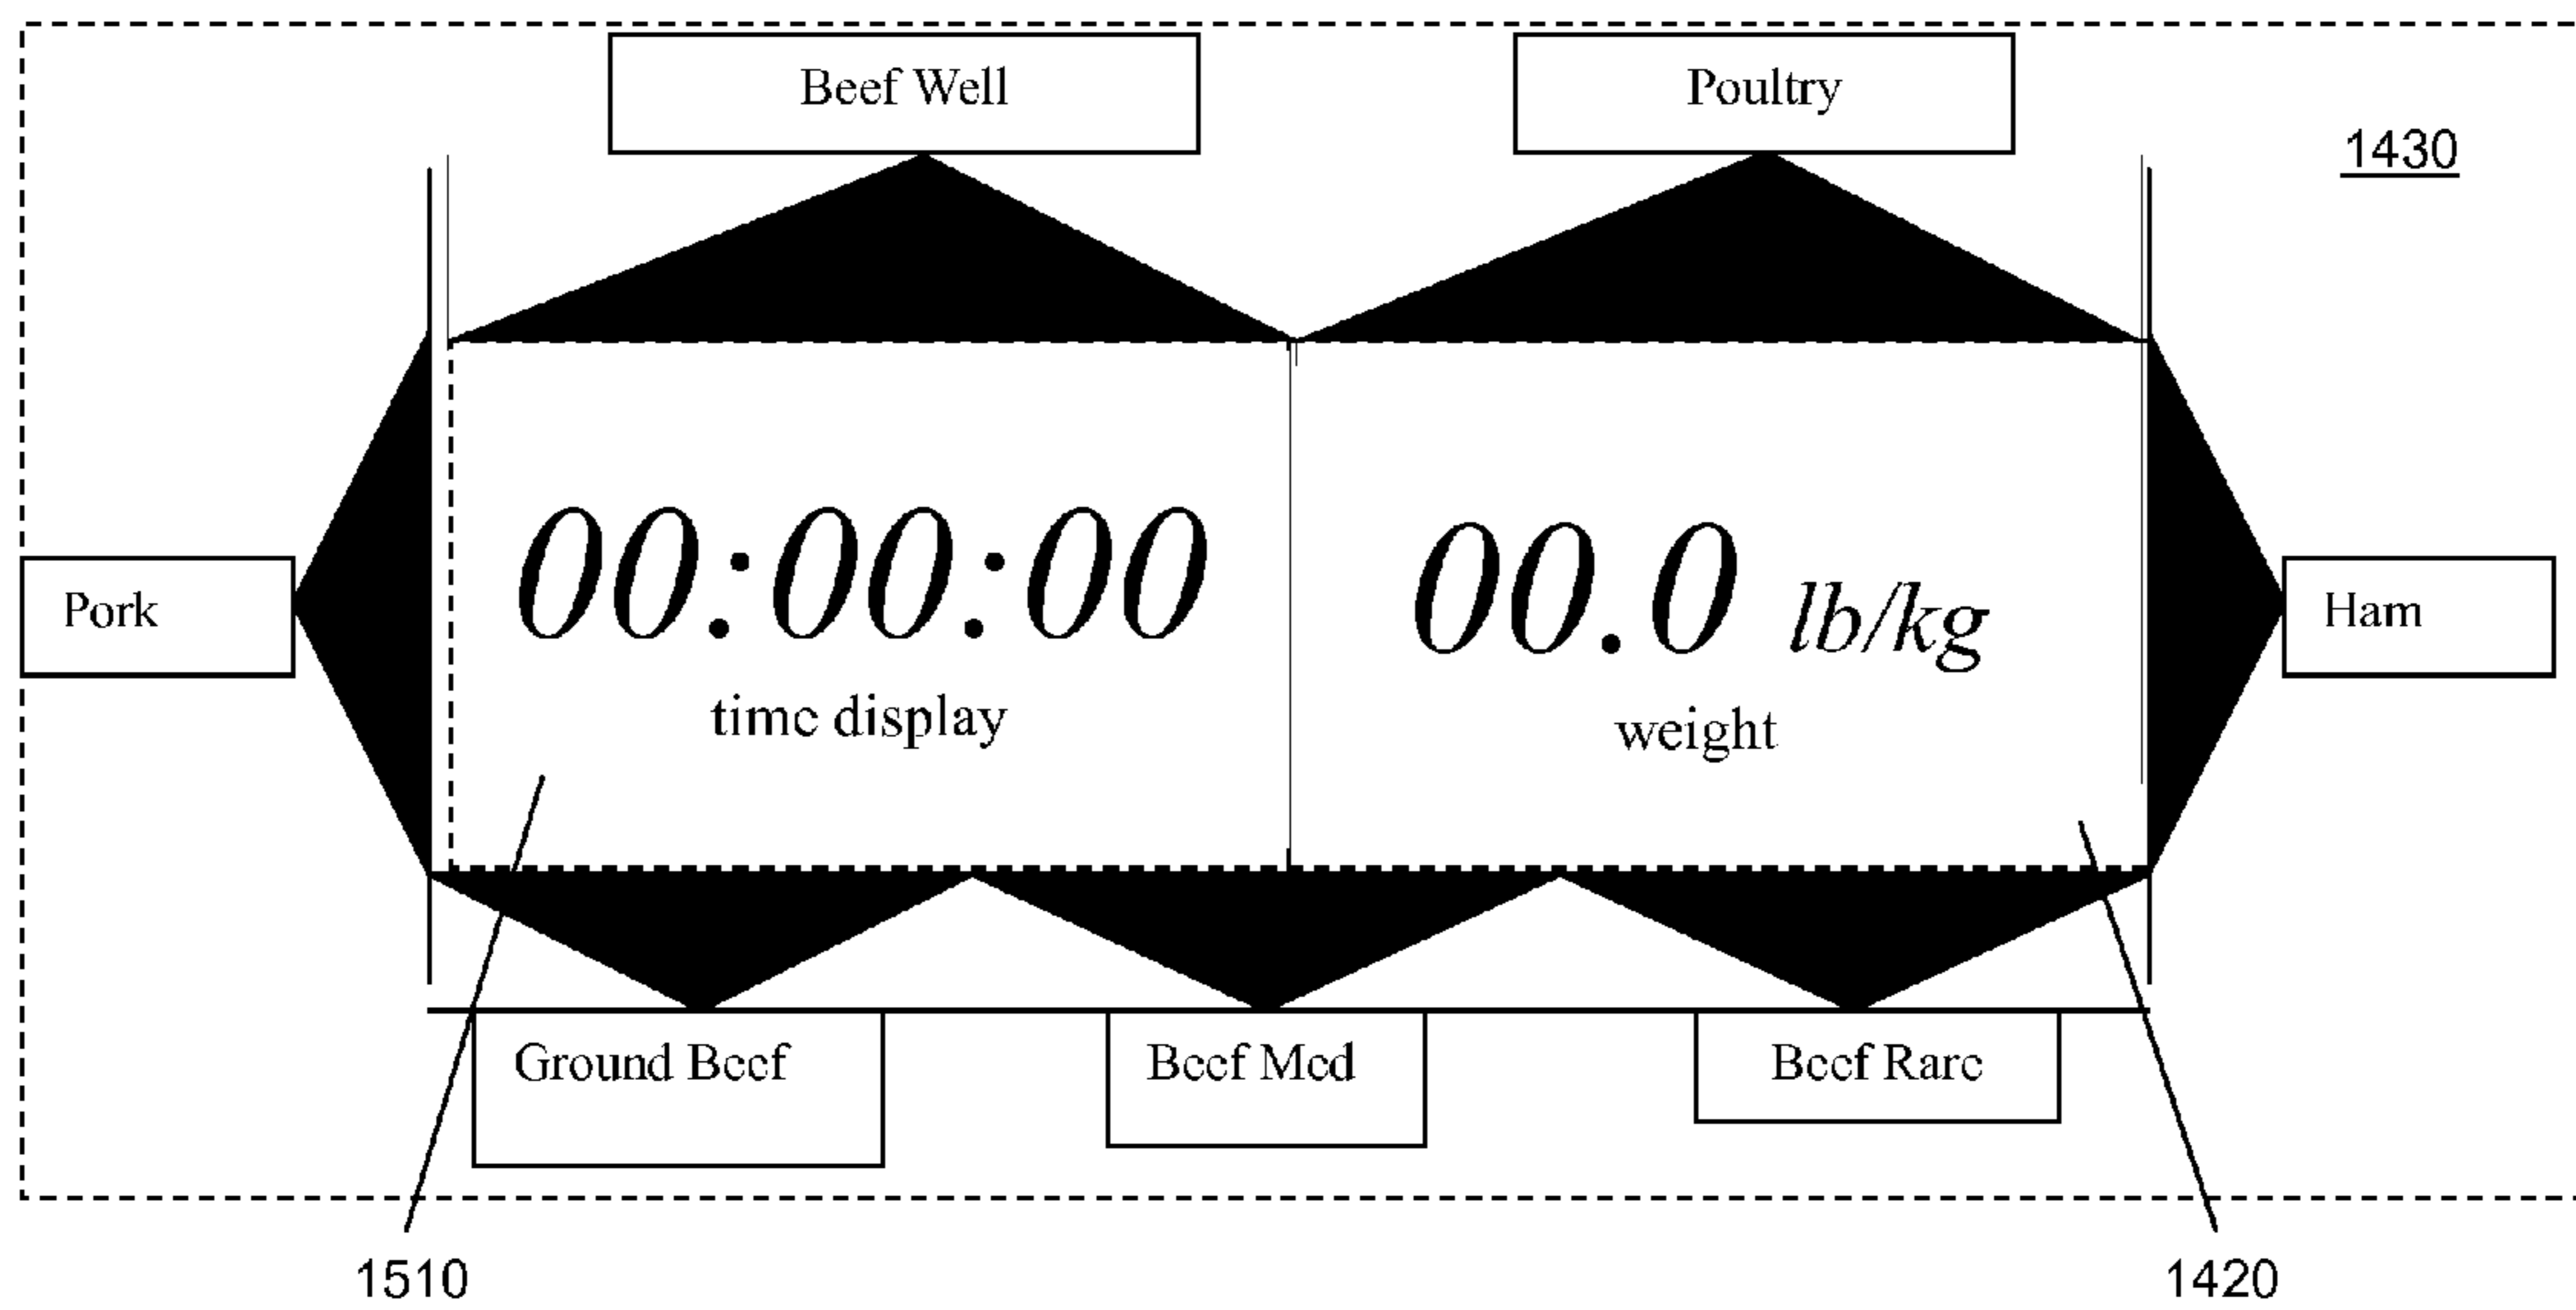 Beef Well
Poultry
1430
00:00:00
00.0 lb/kg
Pork
Ham
time display
weight
Ground Beef
Beef Med
Beef Rare
1510
1420